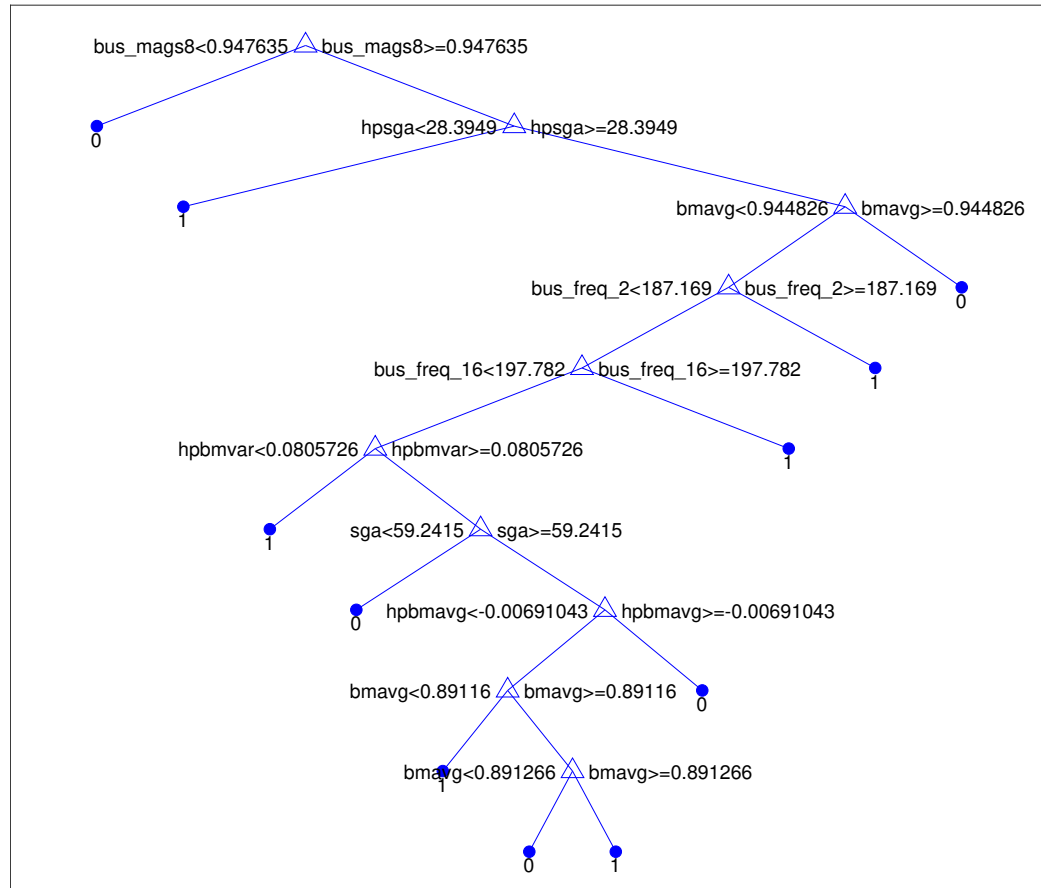 bus_mags8<0.947635 bus_mags8>=0.947635
0
hpsga<28.3949 hpsga>=28.3949
1
bmavg<0.944826 bmavg>=0.944826
bus_freq_2<187.169 bus_freq_2>=187.169
0
bus_freq_16<197.782 bus_freq_16>=197.782
1
hpbmvar<0.0805726 hpbmvar>=0.0805726
1
sga<59.2415 sga>=59.2415
1
hpbmavg<-0.00691043 hpbmavg>=-0.00691043
0
bmavg<0.89116 bmavg>=0.89116
0
bmavg<0.891266 bmavg>=0.891266
1
0
1